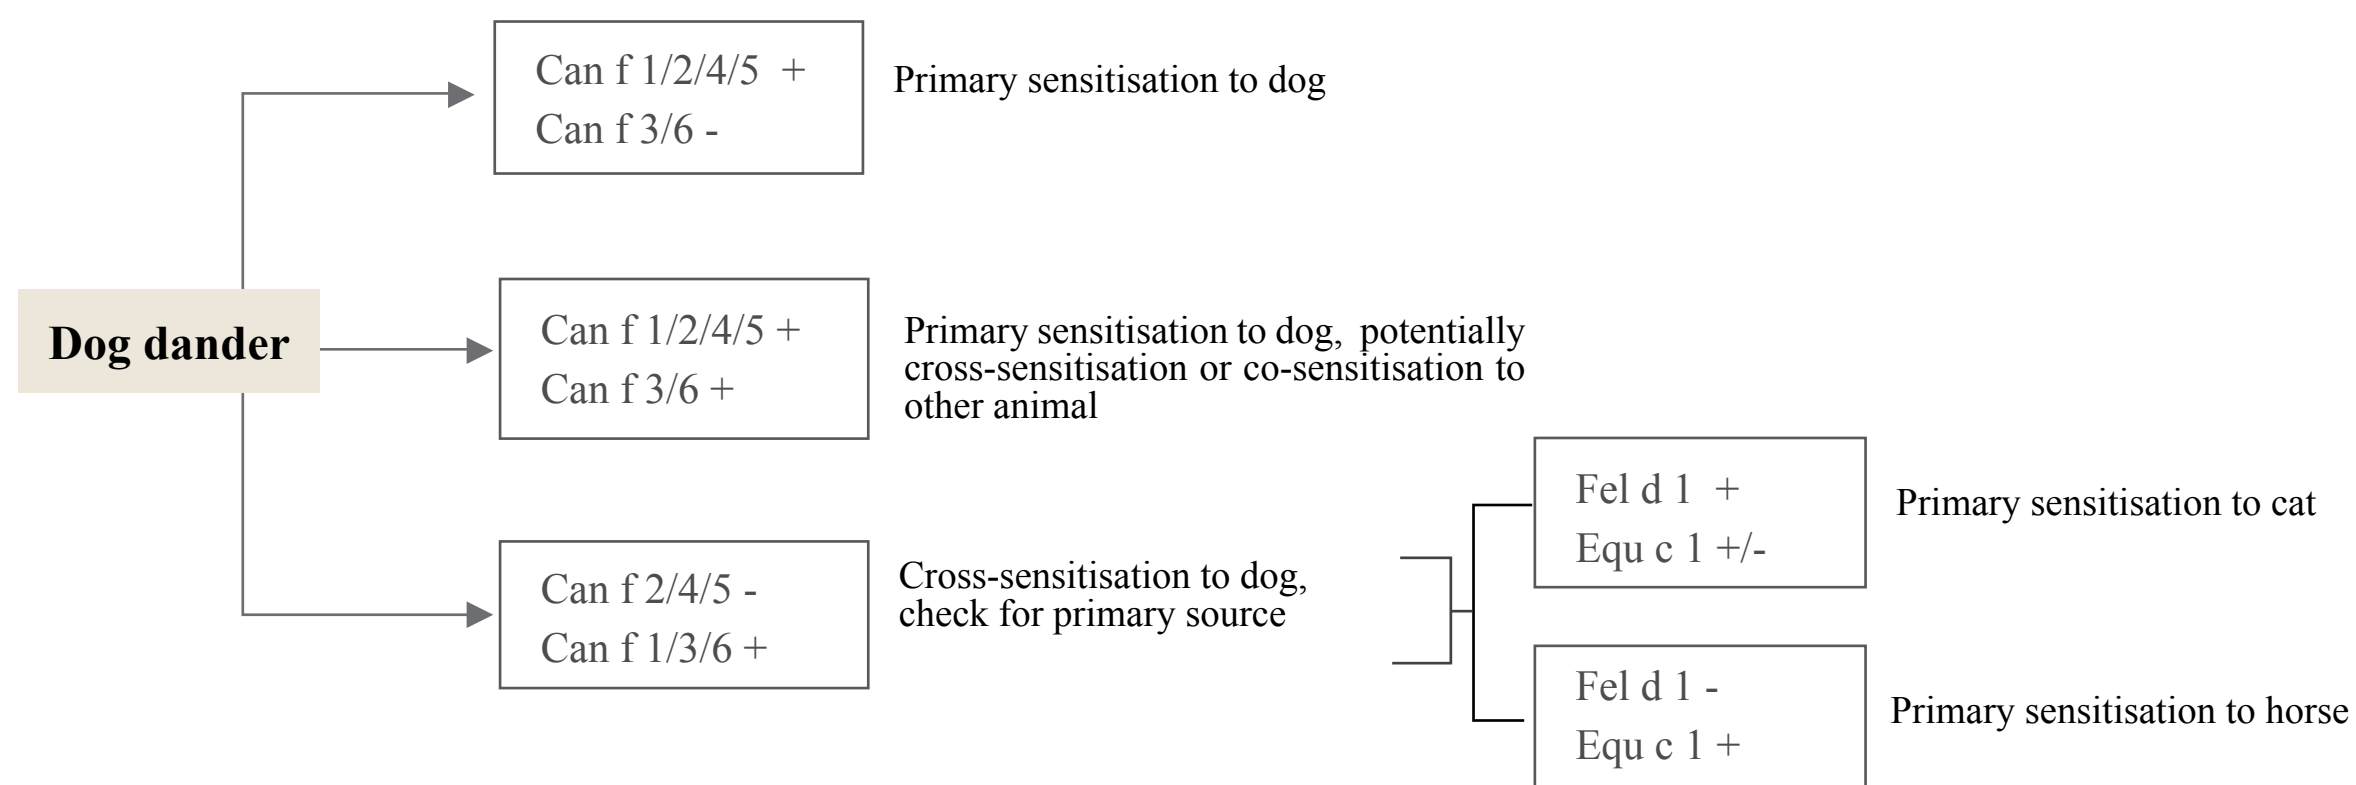 Can f 1/2/4/5 +
Can f 3/6 -
Primary sensitisation to dog
Dog dander
Can f 1/2/4/5 +
Can f 3/6 +
Primary sensitisation to dog, potentially
cross-sensitisation or co-sensitisation to
other animal
Can f 2/4/5 -
Can f 1/3/6 +
Cross-sensitisation to dog,
check for primary source
Fel d 1 +
Equ c 1 +/-
Primary sensitisation to cat
Fel d 1 -
Equ c 1 +
Primary sensitisation to horse